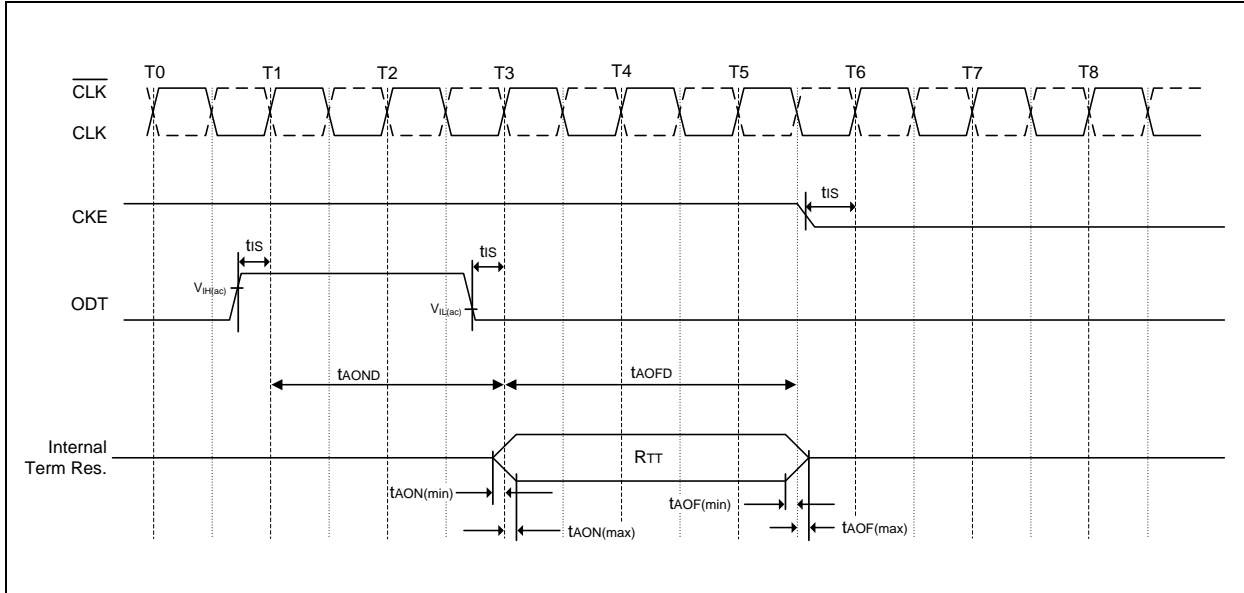 T0 T1 T2 T3 T4 T5 T6 T7 T8
CLK
CLK
tIS
CKE
tIS
tIS
VIH(ac)
ODT
VIL(ac)
tAOND
tAOFD
Internal
Term Res.
RTT
tAON(min)
tAOF(min)
tAON(max)
tAOF(max)